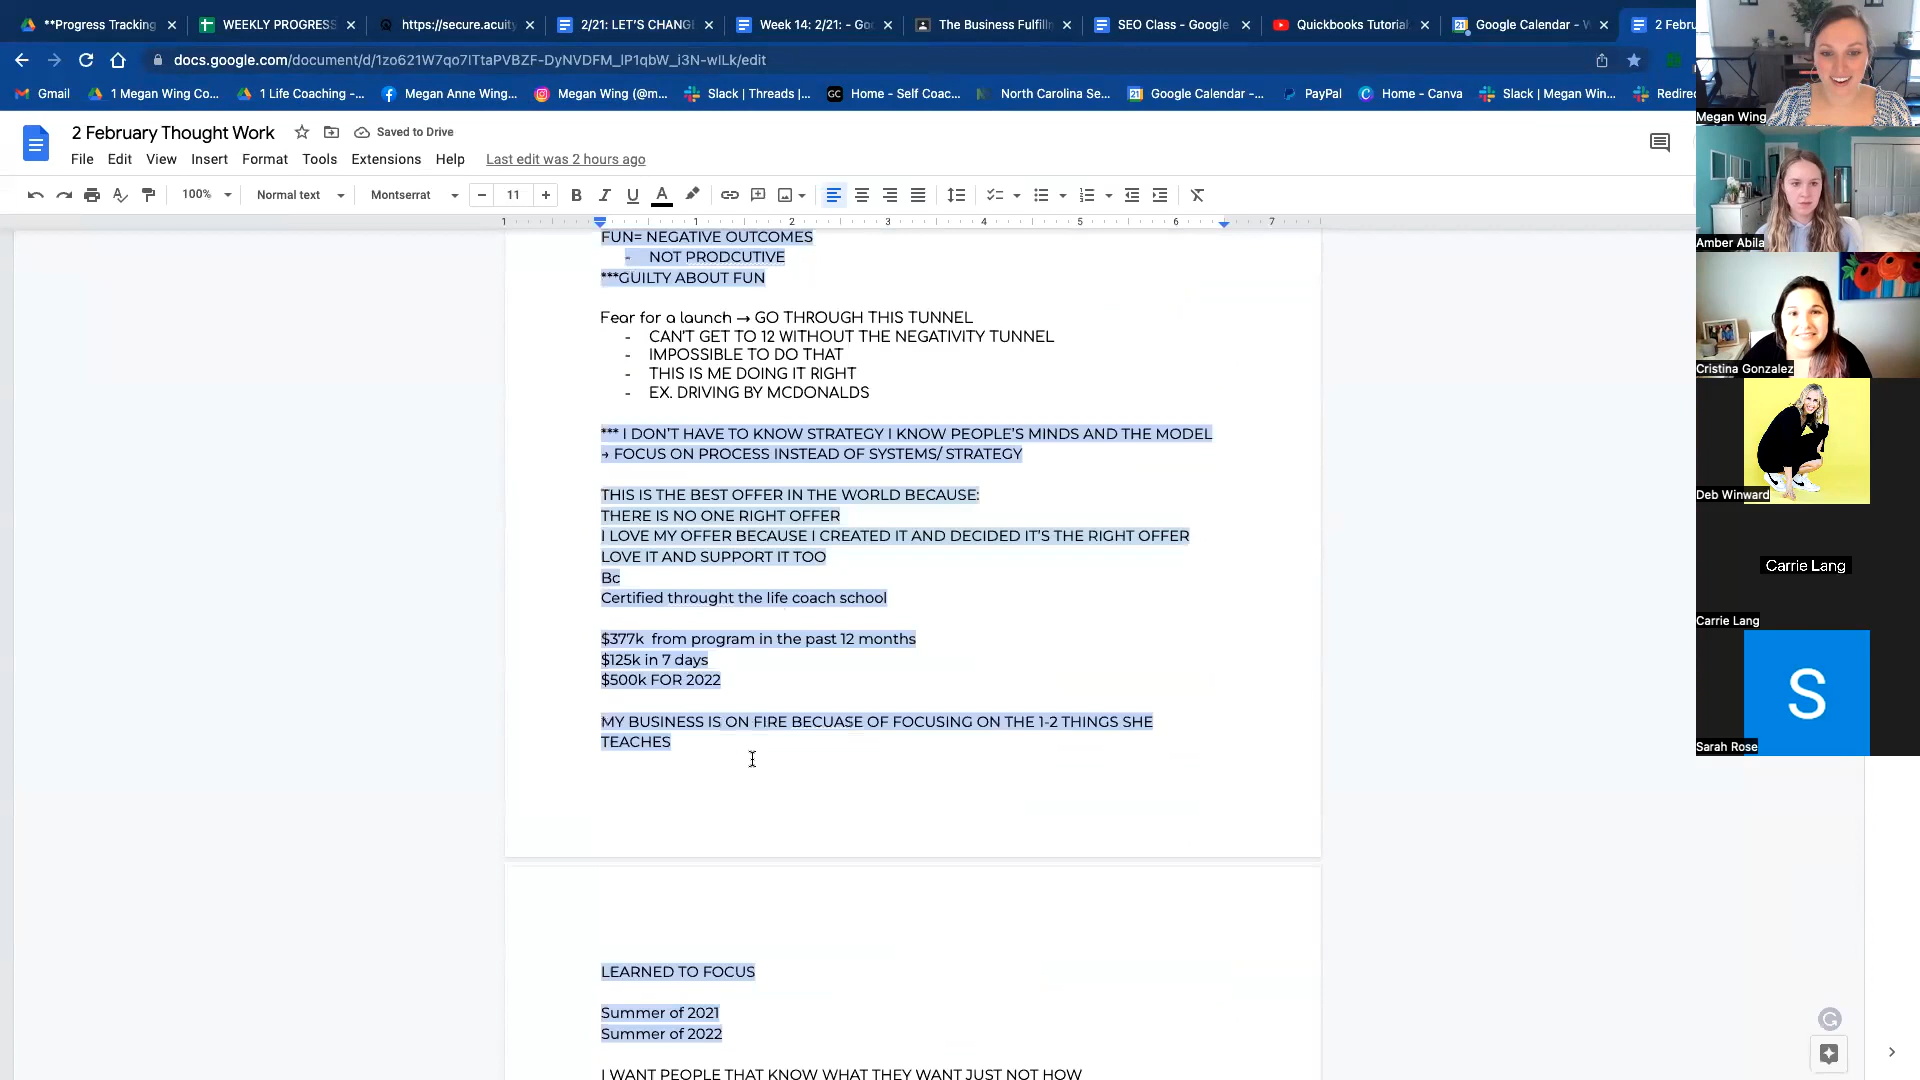 **Progress Tracking
WEEKLY PROGRESS
https://secure.acuity
2/21: LET'S CHANG
Week 14: 2/21: - Go
The Business Fulfillm
SEO Class - Google
Quickbooks Tutorial
Google Calendar - W
2 Febru
docs.google.com/document/d/1zo621W7qo7ITtaPVBZF-DyNVDFM_IP1qbW_i3N-wlLk/edit
Gmail
1 Megan Wing Co...
1 Life Coaching -...
Megan Anne Wing...
Megan Wing (@m...
Slack | Threads |...
Home - Self Coac...
North Carolina Se...
Google Calendar -...
PayPal
Home - Canva
Slack | Megan Win...
Redirec
2 February Thought Work
Saved to Drive
File Edit View Insert Format Tools Extensions Help Last edit was 2 hours ago
100% Normal text Montserrat 11
1 1 2 3 4 5 6 7
FUN= NEGATIVE OUTCOMES
- NOT PRODCUTIVE
***GUILTY ABOUT FUN
Fear for a launch → GO THROUGH THIS TUNNEL
- CAN'T GET TO 12 WITHOUT THE NEGATIVITY TUNNEL
- IMPOSSIBLE TO DO THAT
- THIS IS ME DOING IT RIGHT
- EX. DRIVING BY MCDONALDS
*** I DON'T HAVE TO KNOW STRATEGY I KNOW PEOPLE'S MINDS AND THE MODEL
→ FOCUS ON PROCESS INSTEAD OF SYSTEMS/ STRATEGY
THIS IS THE BEST OFFER IN THE WORLD BECAUSE:
THERE IS NO ONE RIGHT OFFER
I LOVE MY OFFER BECAUSE I CREATED IT AND DECIDED IT'S THE RIGHT OFFER
LOVE IT AND SUPPORT IT TOO
Bc
Certified throught the life coach school
$377k from program in the past 12 months
$125k in 7 days
$500k FOR 2022
MY BUSINESS IS ON FIRE BECUASE OF FOCUSING ON THE 1-2 THINGS SHE
TEACHES
LEARNED TO FOCUS
Summer of 2021
Summer of 2022
I WANT PEOPLE THAT KNOW WHAT THEY WANT JUST NOT HOW
Megan Wing
Amber Abila
Cristina Gonzalez
Deb Winward
Carrie Lang
Carrie Lang
S
Sarah Rose